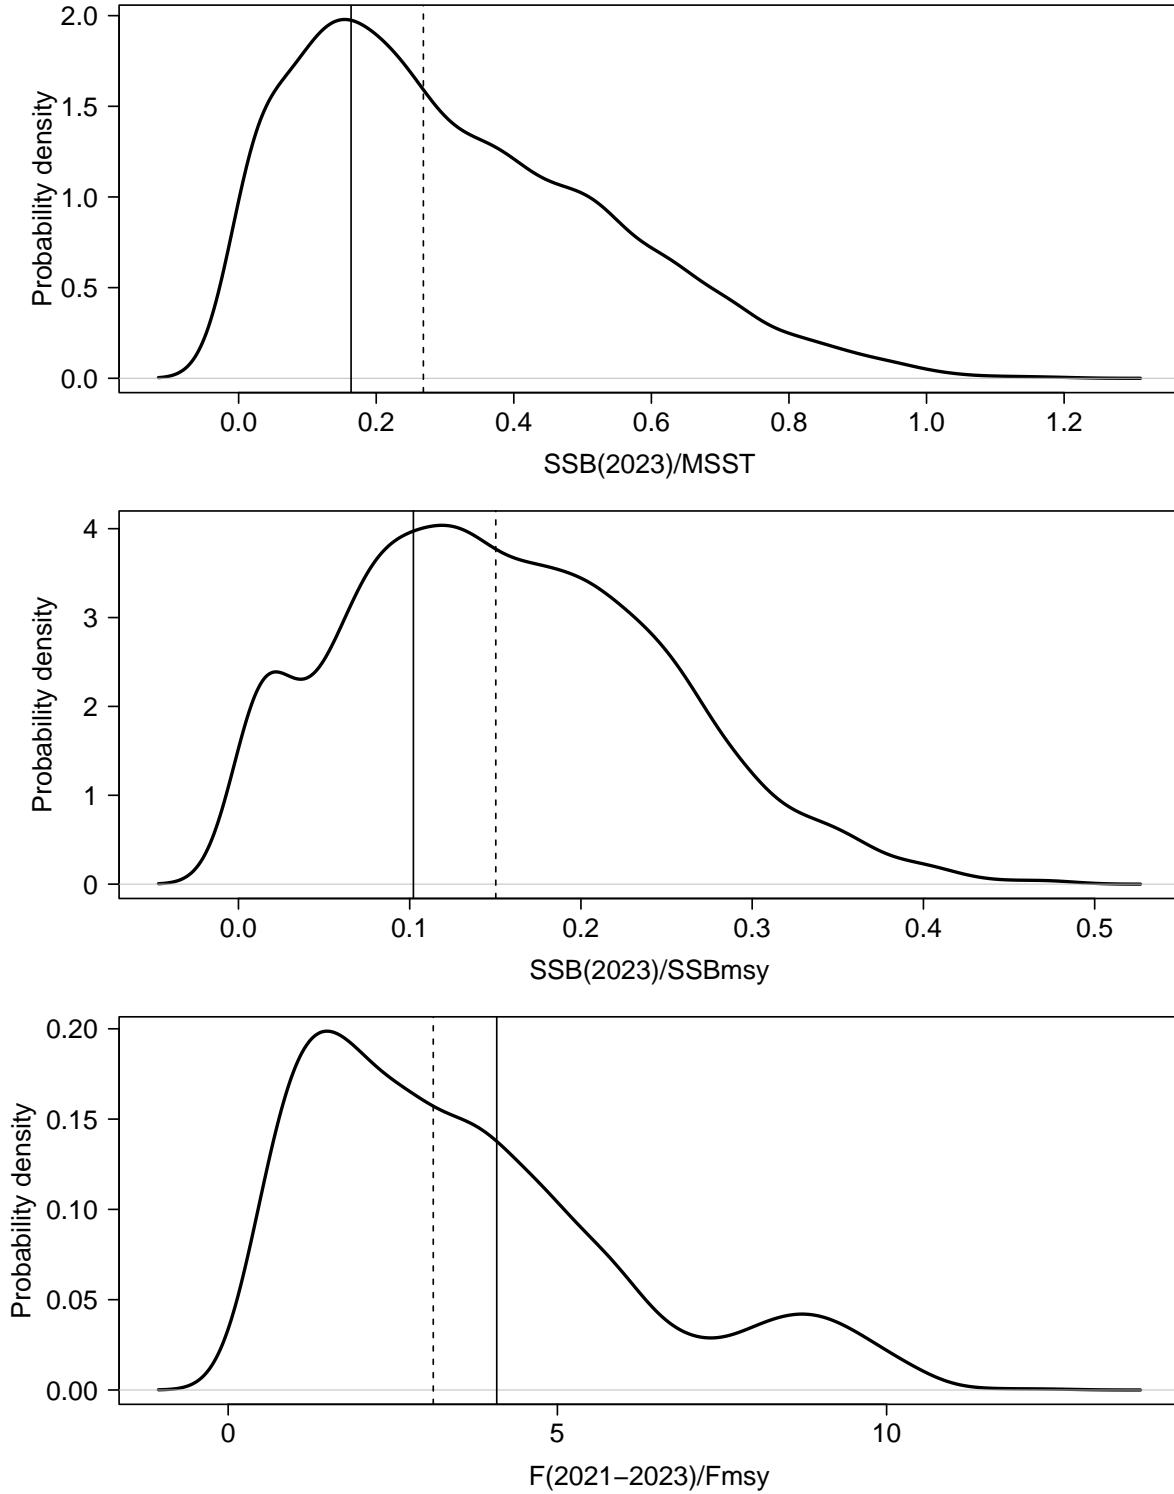 2.0
1.5
1.0
0.5
0.0
Probability density
0.0 0.2 0.4 0.6 0.8 1.0 1.2
SSB(2023)/MSST
4
3
2
1
0
Probability density
0.0 0.1 0.2 0.3 0.4 0.5
SSB(2023)/SSBmsy
0.20
0.15
0.10
0.05
0.00
Probability density
0 5 10
F(2021−2023)/Fmsy